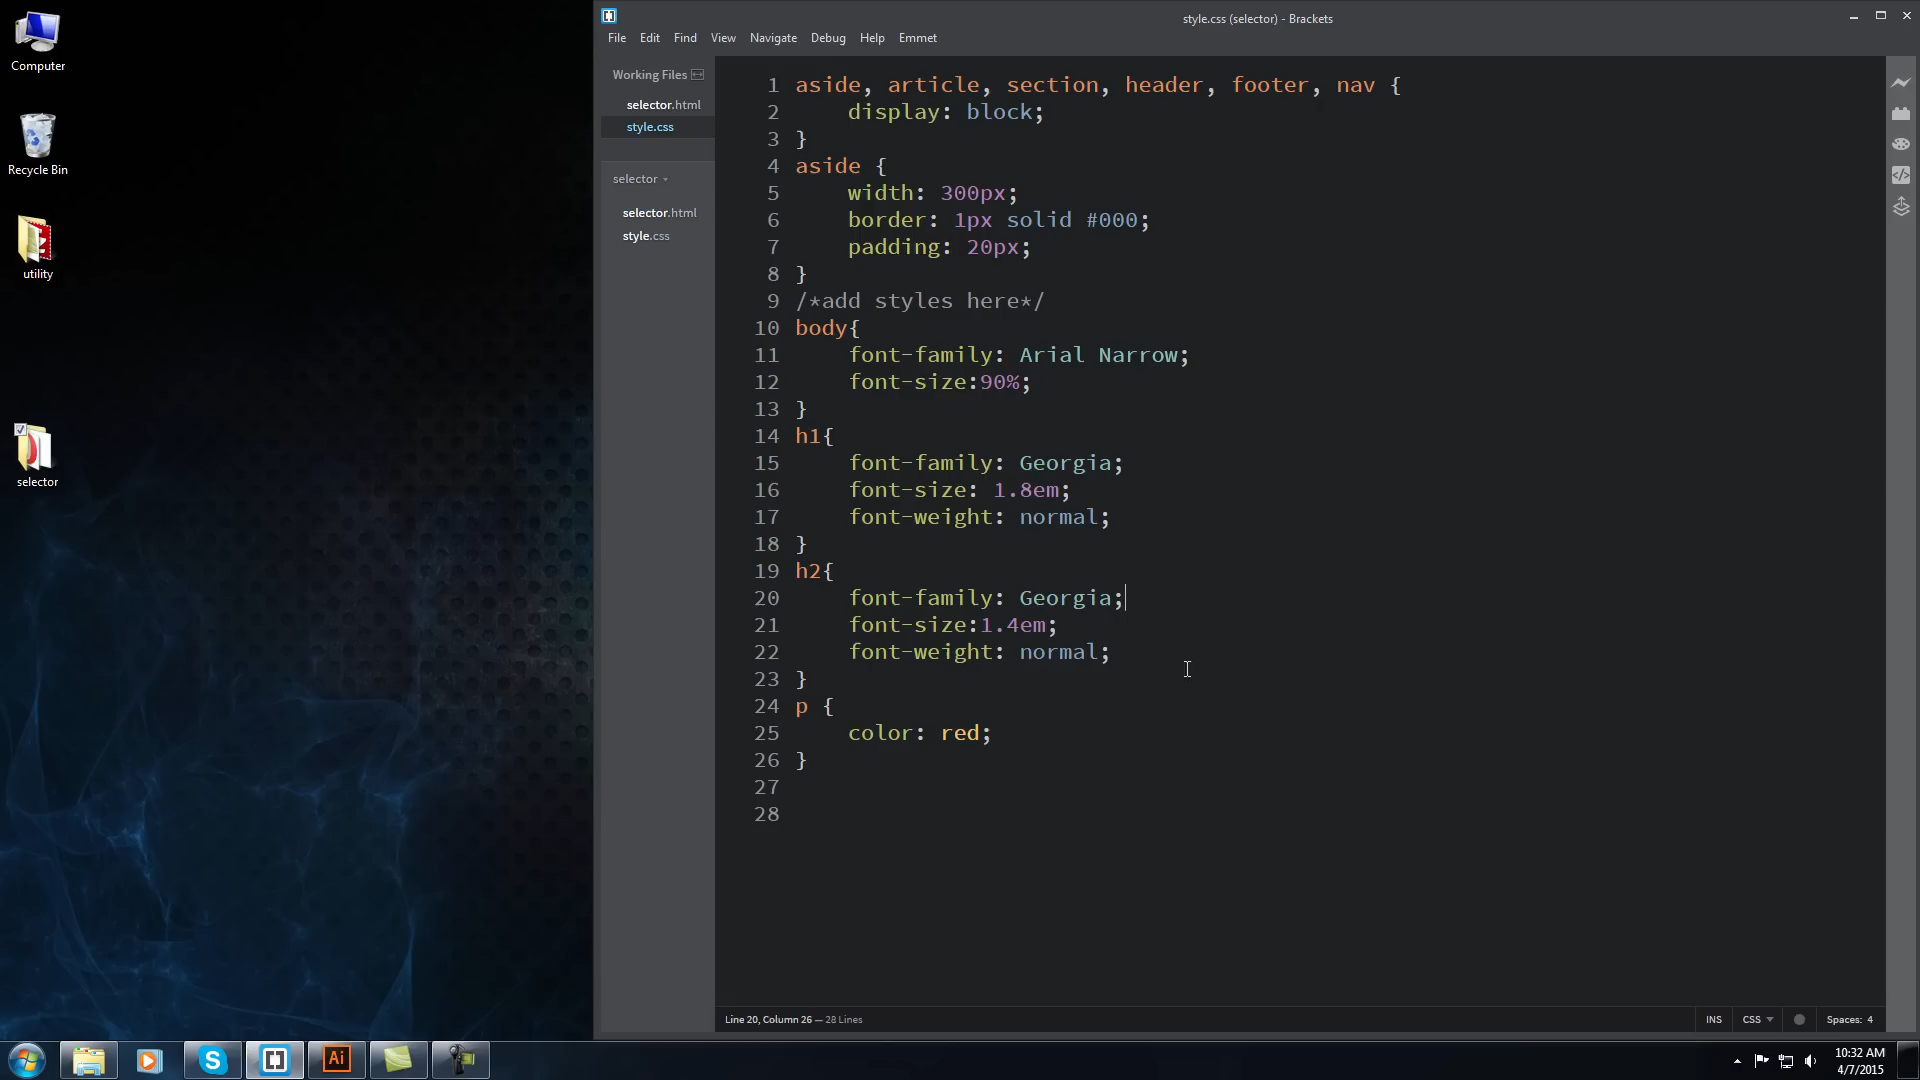 style.css (selector) - Brackets
File Edit Find View Navigate Debug Help Emmet
Computer
Recycle Bin
utility
selector
Working Files
selector.html
style.css
selector
selector.html
style.css
1 aside, article, section, header, footer, nav {
2     display: block;
3 }
4 aside {
5     width: 300px;
6     border: 1px solid #000;
7     padding: 20px;
8 }
9 /*add styles here*/
10 body{
11     font-family: Arial Narrow;
12     font-size:90%;
13 }
14 h1{
15     font-family: Georgia;
16     font-size: 1.8em;
17     font-weight: normal;
18 }
19 h2{
20     font-family: Georgia;
21     font-size:1.4em;
22     font-weight: normal;
23 }
24 p {
25     color: red;
26 }
27
28
Line 20, Column 26 — 28 Lines
INS CSS Spaces: 4
Ai
10:32 AM
4/7/2015